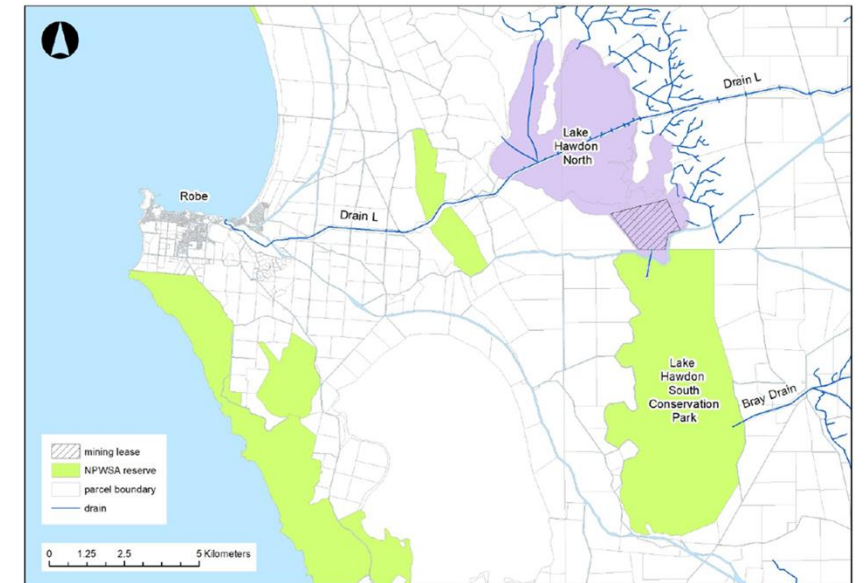 Drain L
Lake
Hawdon
North
Robe
Drain L
Lake
Hawdon
South
Conservation
Park
Bray Drain
mining lease
NPWSA reserve
parcel boundary
drain
0 1.25 2.5 5 Kilometers